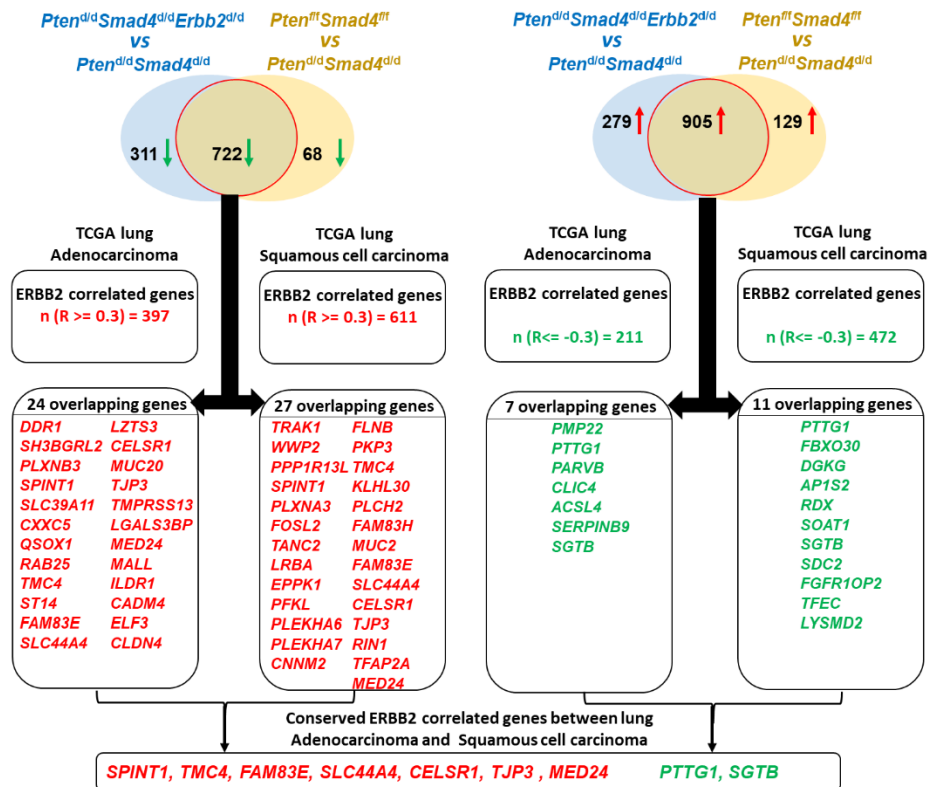 Pten^d/d Smad4^d/d Erbb2^d/d
vs
Pten^d/d Smad4^d/d
Pten^f/f Smad4^f/f
vs
Pten^d/d Smad4^d/d
311
722
68
TCGA lung
Adenocarcinoma
ERBB2 correlated genes
n (R >= 0.3) = 397
TCGA lung
Squamous cell carcinoma
ERBB2 correlated genes
n (R >= 0.3) = 611
24 overlapping genes
DDR1 LZTS3
SH3BGRL2 CELSR1
PLXNB3 MUC20
SPINT1 TJP3
SLC39A11 TMPRSS13
CXXC5 LGALS3BP
QSOX1 MED24
RAB25 MALL
TMC4 ILDR1
ST14 CADM4
FAM83E ELF3
SLC44A4 CLDN4
27 overlapping genes
TRAK1 FLNB
WWP2 PKP3
PPP1R13L TMC4
SPINT1 KLHL30
PLXNA3 PLCH2
FOSL2 FAM83H
TANC2 MUC2
LRBA FAM83E
EPPK1 SLC44A4
PFKL CELSR1
PLEKHA6 TJP3
PLEKHA7 RIN1
CNNM2 TFAP2A
MED24
Pten^d/d Smad4^d/d Erbb2^d/d
vs
Pten^d/d Smad4^d/d
Pten^f/f Smad4^f/f
vs
Pten^d/d Smad4^d/d
279
905
129
TCGA lung
Adenocarcinoma
ERBB2 correlated genes
n (R<= -0.3) = 211
TCGA lung
Squamous cell carcinoma
ERBB2 correlated genes
n (R<= -0.3) = 472
7 overlapping genes
PMP22
PTTG1
PARVB
CLIC4
ACSL4
SERPINB9
SGTB
11 overlapping genes
PTTG1
FBXO30
DGKG
AP1S2
RDX
SOAT1
SGTB
SDC2
FGFR1OP2
TFEC
LYSMD2
Conserved ERBB2 correlated genes between lung
Adenocarcinoma and Squamous cell carcinoma
SPINT1, TMC4, FAM83E, SLC44A4, CELSR1, TJP3 , MED24 PTTG1, SGTB